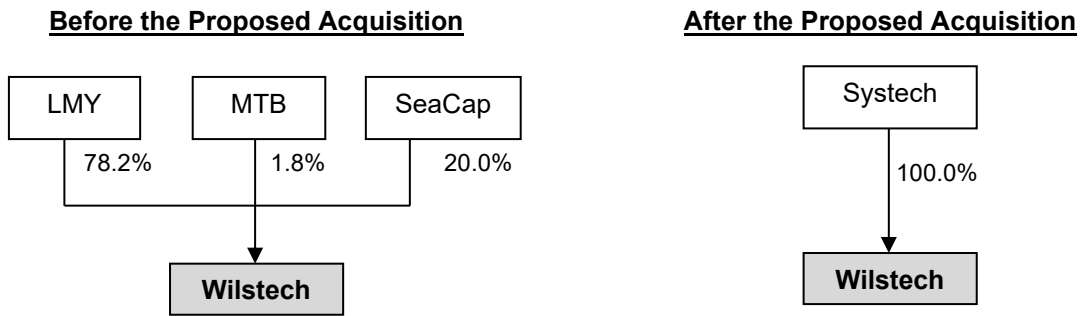 Before the Proposed Acquisition
After the Proposed Acquisition
LMY
MTB
SeaCap
Systech
78.2%
1.8%
20.0%
100.0%
Wilstech
Wilstech